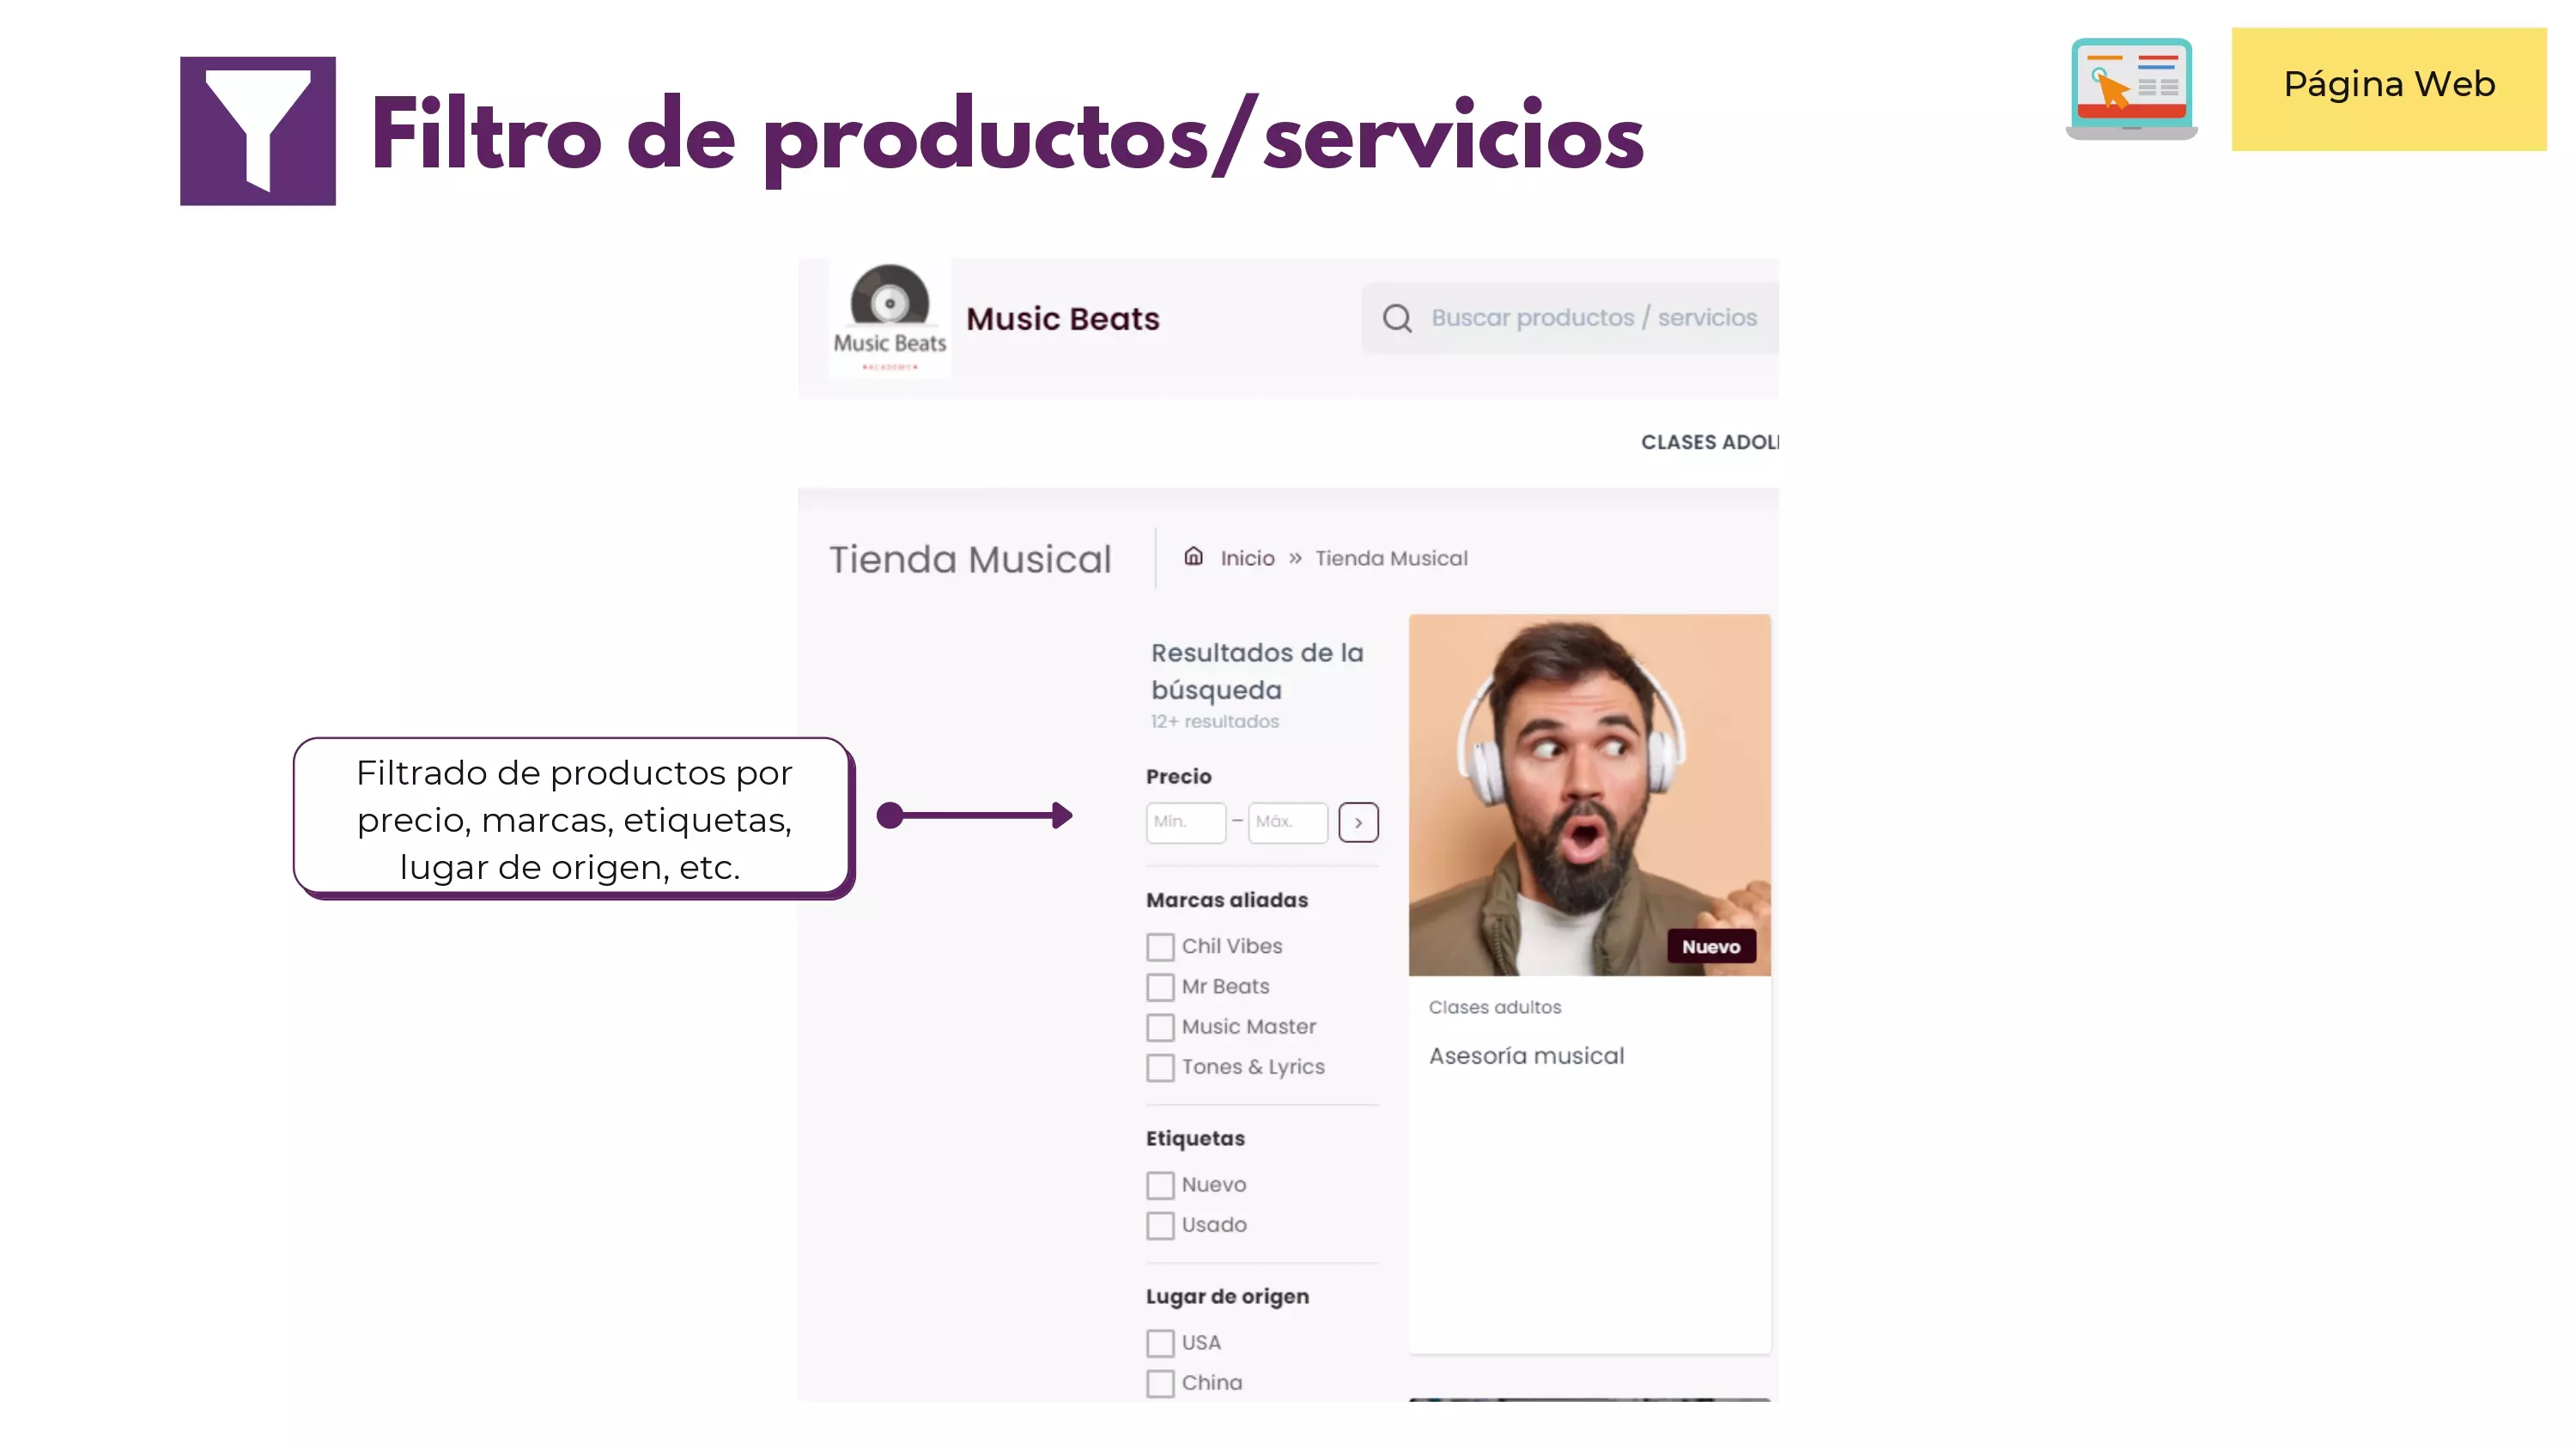 Filtro de productos/servicios
Página Web
Music Beats
•ACADEMY•
Music Beats
Buscar productos / servicios
CLASES ADOL
Tienda Musical
Inicio » Tienda Musical
Resultados de la
búsqueda
12+ resultados
Filtrado de productos por
precio, marcas, etiquetas,
lugar de origen, etc.
Precio
Mín. – Máx.
Marcas aliadas
Chil Vibes
Mr Beats
Music Master
Tones & Lyrics
Etiquetas
Nuevo
Usado
Lugar de origen
USA
China
Nuevo
Clases adultos
Asesoría musical